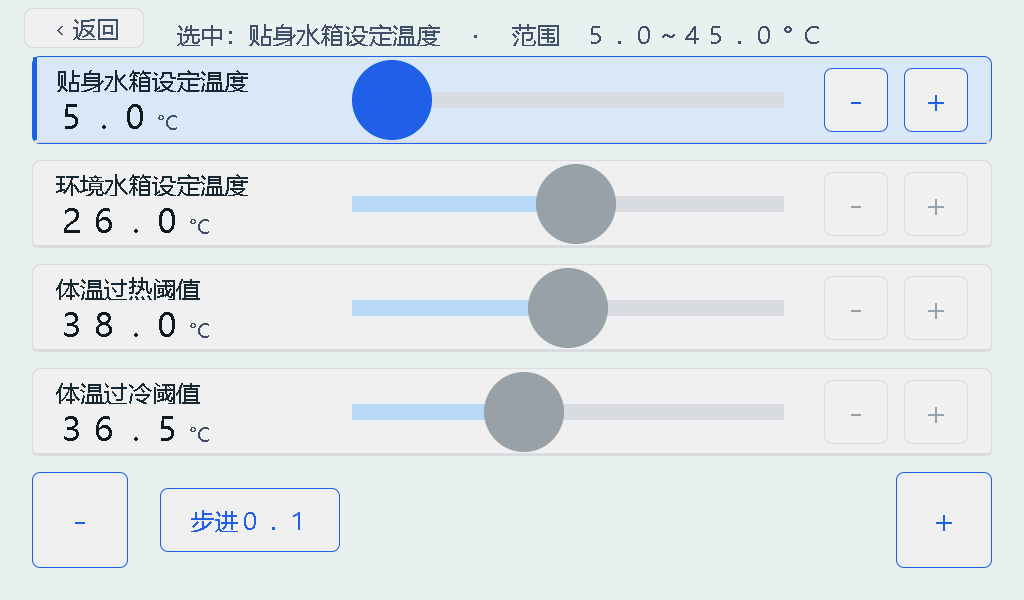 ‹ 返回
选中: 贴身水箱设定温度 · 范围 5.0~45.0°C
贴身水箱设定温度
5.0 °C
- +
环境水箱设定温度
26.0 °C
- +
体温过热阈值
38.0 °C
- +
体温过冷阈值
36.5 °C
- +
- 步进0.1 +